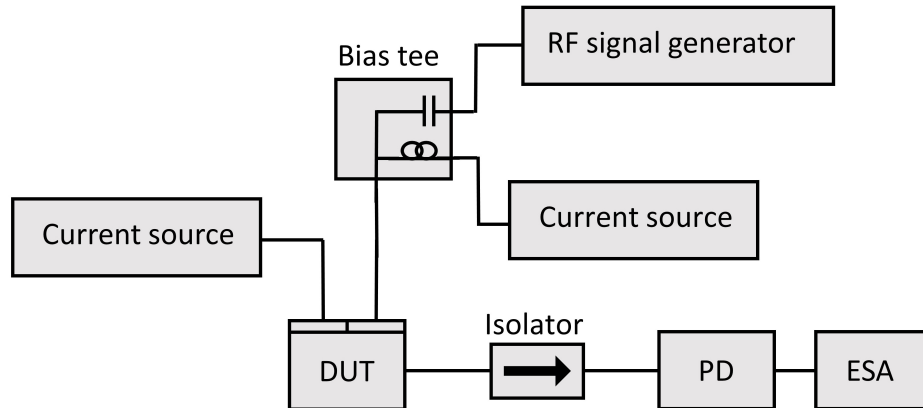 RF signal generator
Bias tee
Current source
Current source
Isolator
DUT
PD
ESA